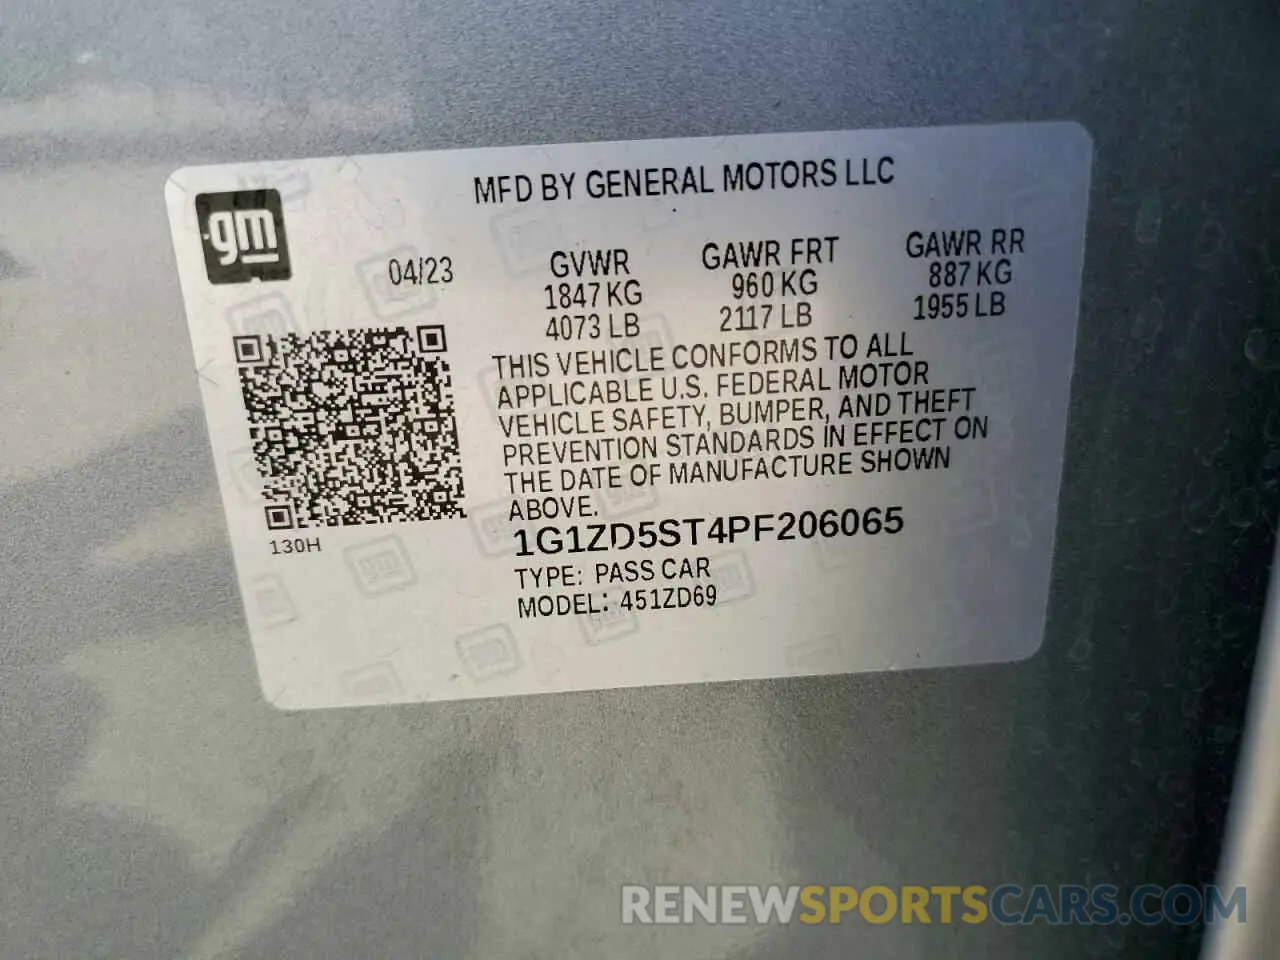 MFD BY GENERAL MOTORS LLC
gm
04/23
GVWR
1847 KG
4073 LB
GAWR FRT
960 KG
2117 LB
GAWR RR
887 KG
1955 LB
THIS VEHICLE CONFORMS TO ALL
APPLICABLE U.S. FEDERAL MOTOR
VEHICLE SAFETY, BUMPER, AND THEFT
PREVENTION STANDARDS IN EFFECT ON
THE DATE OF MANUFACTURE SHOWN
ABOVE.
130H
1G1ZD5ST4PF206065
TYPE: PASS CAR
MODEL: 451ZD69
RENEWSPORTSCARS.COM